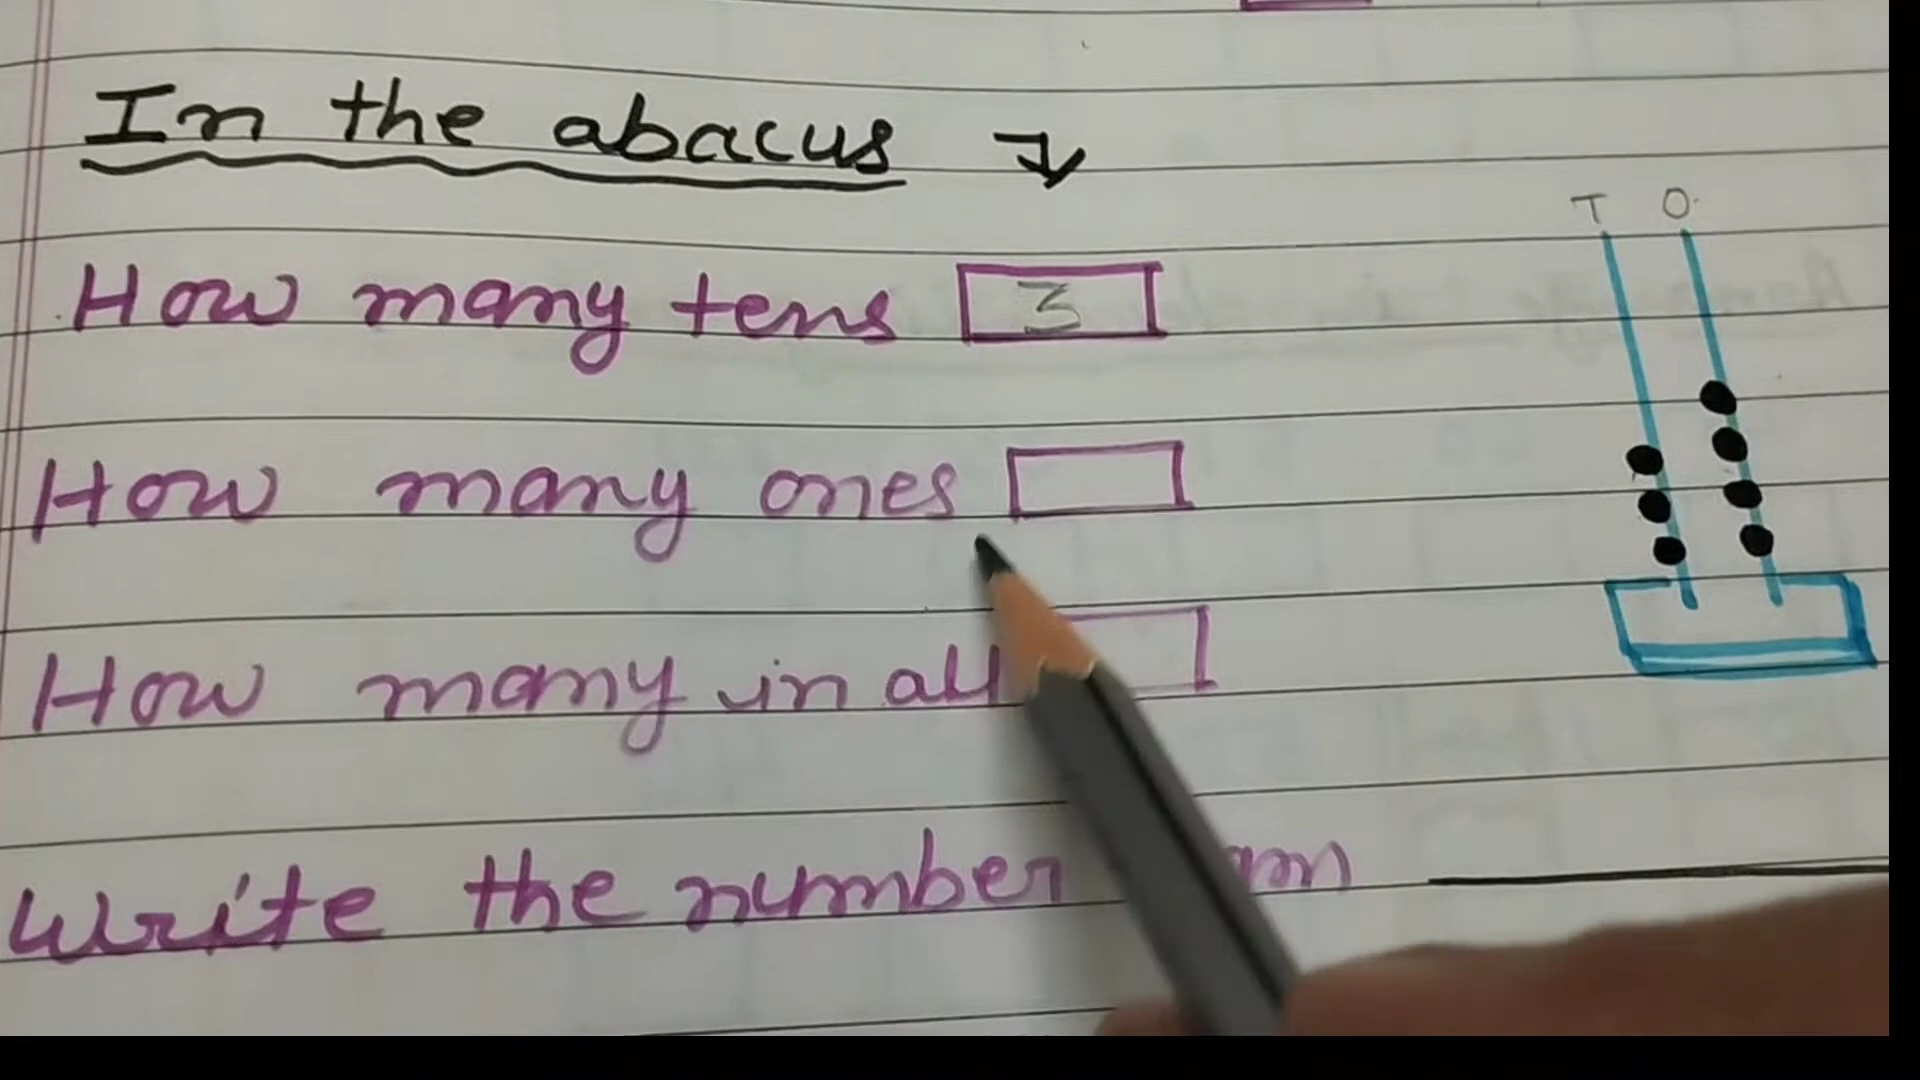 In the abacus
T O
How many tens 3
How many ones
How many in all
Write the number